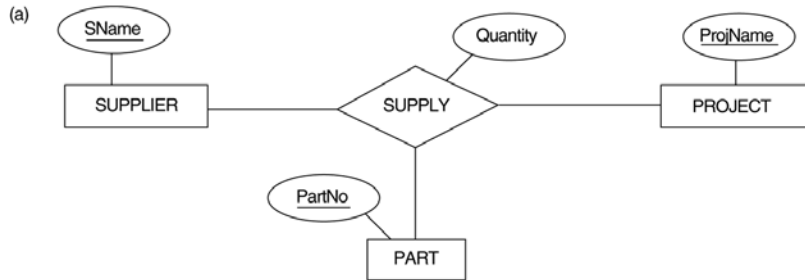 (a)
SName
Quantity
ProjName
SUPPLIER
SUPPLY
PROJECT
PartNo
PART